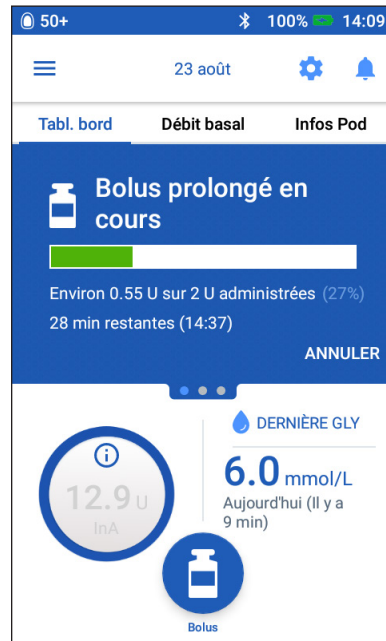 50+ 100% 14:09
23 août
Tabl. bord Débit basal Infos Pod
Bolus prolongé en
cours
Environ 0.55 U sur 2 U administrées (27%)
28 min restantes (14:37)
ANNULER
12.9 U
InA
DERNIÈRE GLY
6.0 mmol/L
Aujourd'hui (Il y a
9 min)
Bolus